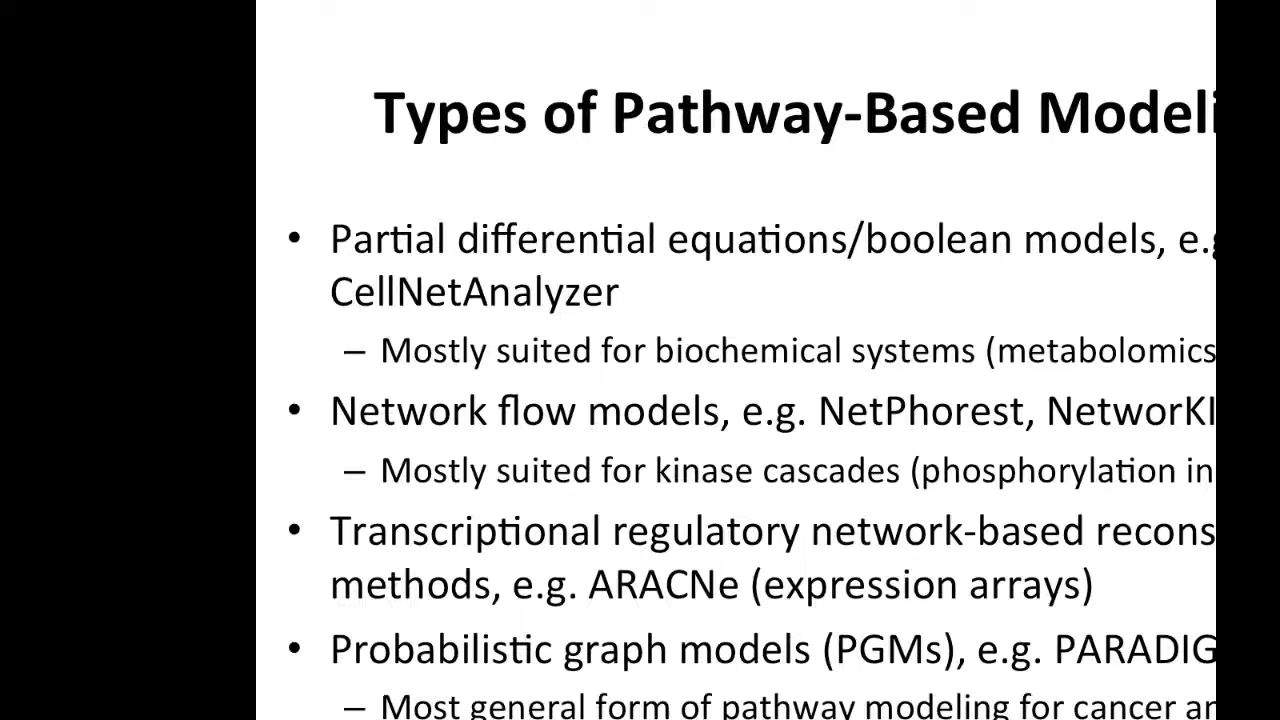 Types of Pathway-Based Modeli
• Partial differential equations/boolean models, e.g
CellNetAnalyzer
– Mostly suited for biochemical systems (metabolomics
• Network flow models, e.g. NetPhorest, NetworKI
– Mostly suited for kinase cascades (phosphorylation in
• Transcriptional regulatory network-based recons
methods, e.g. ARACNe (expression arrays)
• Probabilistic graph models (PGMs), e.g. PARADIG
– Most general form of pathway modeling for cancer an